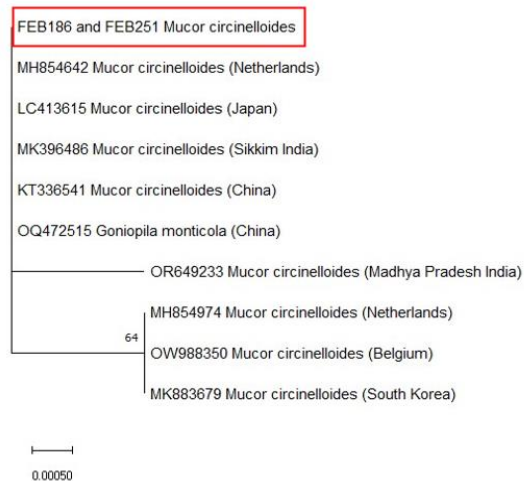 FEB186 and FEB251 Mucor circinelloides
MH854642 Mucor circinelloides (Netherlands)
LC413615 Mucor circinelloides (Japan)
MK396486 Mucor circinelloides (Sikkim India)
KT336541 Mucor circinelloides (China)
OQ472515 Goniopila monticola (China)
OR649233 Mucor circinelloides (Madhya Pradesh India)
MH854974 Mucor circinelloides (Netherlands)
64
OW988350 Mucor circinelloides (Belgium)
MK883679 Mucor circinelloides (South Korea)
0.00050